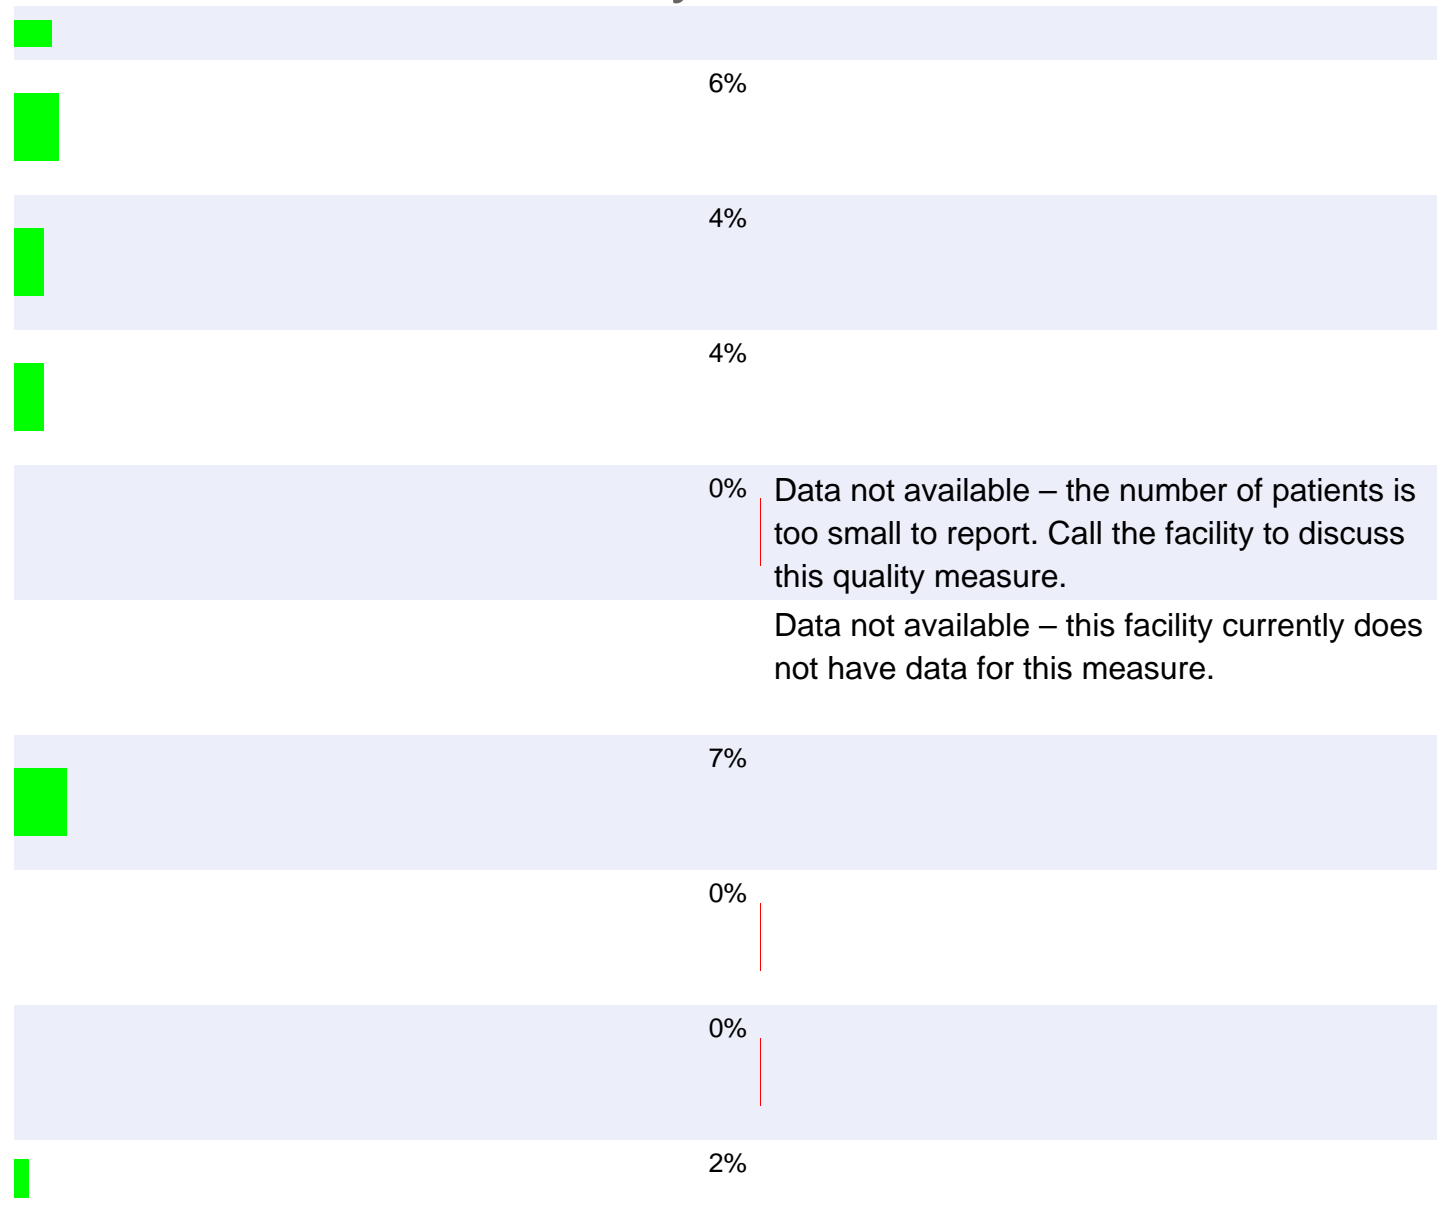 6%
4%
4%
0%
Data not available – the number of patients is
too small to report. Call the facility to discuss
this quality measure.
Data not available – this facility currently does
not have data for this measure.
7%
0%
0%
2%